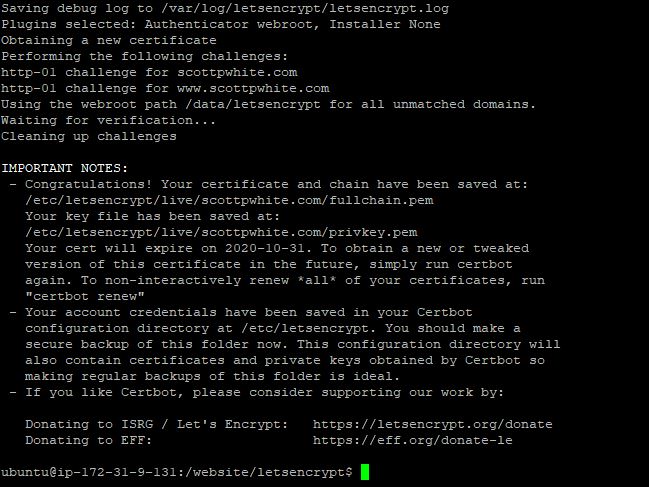 Saving debug log to /var/log/letsencrypt/letsencrypt.log
Plugins selected: Authenticator webroot, Installer None
Obtaining a new certificate
Performing the following challenges:
http-01 challenge for scottpwhite.com
http-01 challenge for www.scottpwhite.com
Using the webroot path /data/letsencrypt for all unmatched domains.
Waiting for verification...
Cleaning up challenges
IMPORTANT NOTES:
- Congratulations! Your certificate and chain have been saved at:
/etc/letsencrypt/live/scottpwhite.com/fullchain.pem
Your key file has been saved at:
/etc/letsencrypt/live/scottpwhite.com/privkey.pem
Your cert will expire on 2020-10-31. To obtain a new or tweaked
version of this certificate in the future, simply run certbot
again. To non-interactively renew *all* of your certificates, run
"certbot renew"
- Your account credentials have been saved in your Certbot
configuration directory at /etc/letsencrypt. You should make a
secure backup of this folder now. This configuration directory will
also contain certificates and private keys obtained by Certbot so
making regular backups of this folder is ideal.
- If you like Certbot, please consider supporting our work by:
Donating to ISRG / Let's Encrypt:   https://letsencrypt.org/donate
Donating to EFF:                    https://eff.org/donate-le
ubuntu@ip-172-31-9-131:/website/letsencrypt$